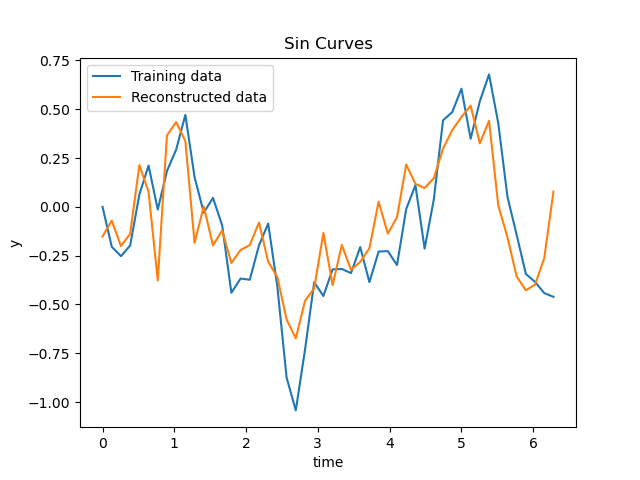 Sin Curves
Training data
Reconstructed data
0.75
0.50
0.25
0.00
−0.25
−0.50
−0.75
−1.00
y
0 1 2 3 4 5 6
time